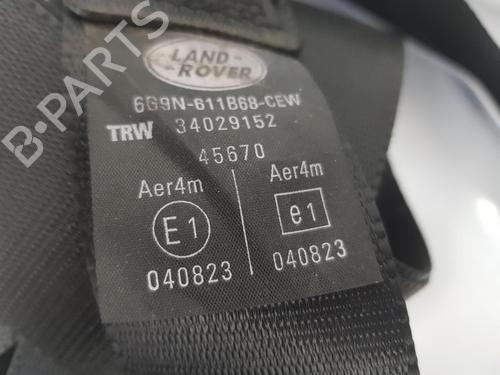 LAND-
ROVER
6G9N-611B68-CEW
TRW 34029152
45670
Aer4m Aer4m
E1 e1
040823 040823
B-PARTS